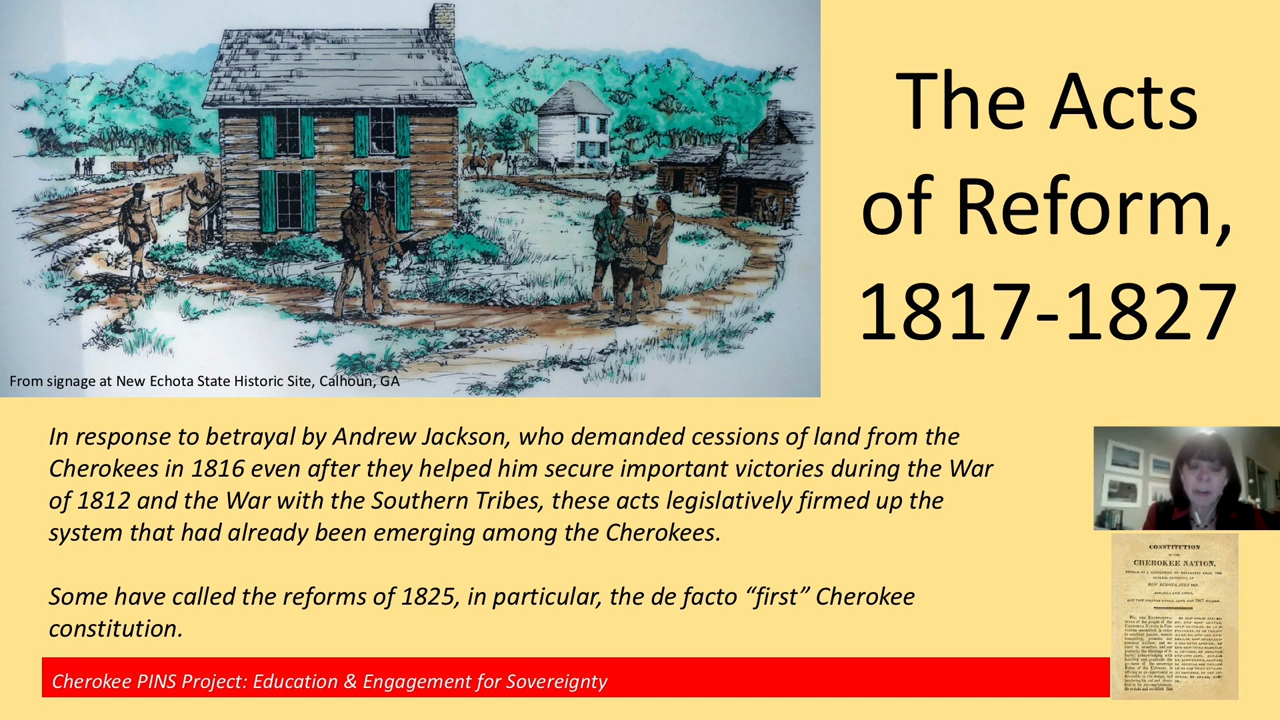 The Acts
of Reform,
1817-1827
From signage at New Echota State Historic Site, Calhoun, GA
In response to betrayal by Andrew Jackson, who demanded cessions of land from the
Cherokees in 1816 even after they helped him secure important victories during the War
of 1812 and the War with the Southern Tribes, these acts legislatively firmed up the
system that had already been emerging among the Cherokees.
Some have called the reforms of 1825, in particular, the de facto “first” Cherokee
constitution.
CONSTITUTION
OF THE
CHEROKEE NATION,
Cherokee PINS Project: Education & Engagement for Sovereignty